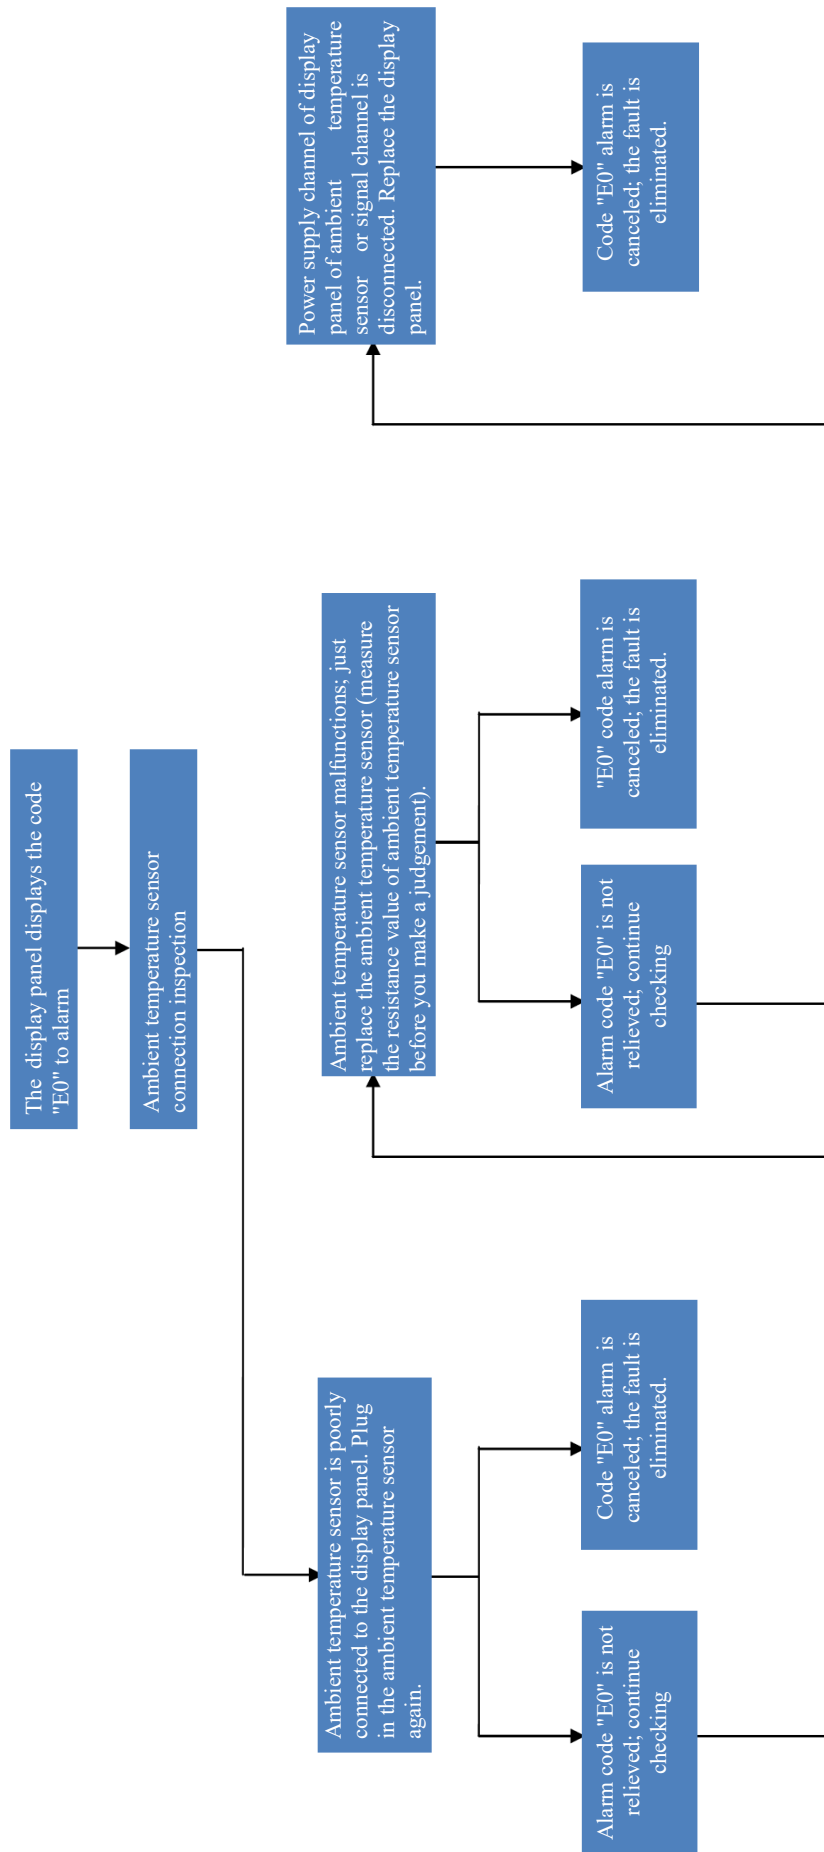 The display panel displays the code
"E0" to alarm
Ambient temperature sensor
connection inspection
Ambient temperature sensor is poorly
connected to the display panel. Plug
in the ambient temperature sensor
again.
Alarm code "E0" is not
relieved; continue
checking
Code "E0" alarm is
canceled; the fault is
eliminated.
Ambient temperature sensor malfunctions; just
replace the ambient temperature sensor (measure
the resistance value of ambient temperature sensor
before you make a judgement).
Alarm code "E0" is not
relieved; continue
checking
"E0" code alarm is
canceled; the fault is
eliminated.
Power supply channel of display
panel of ambient temperature
sensor or signal channel is
disconnected. Replace the display
panel.
Code "E0" alarm is
canceled; the fault is
eliminated.